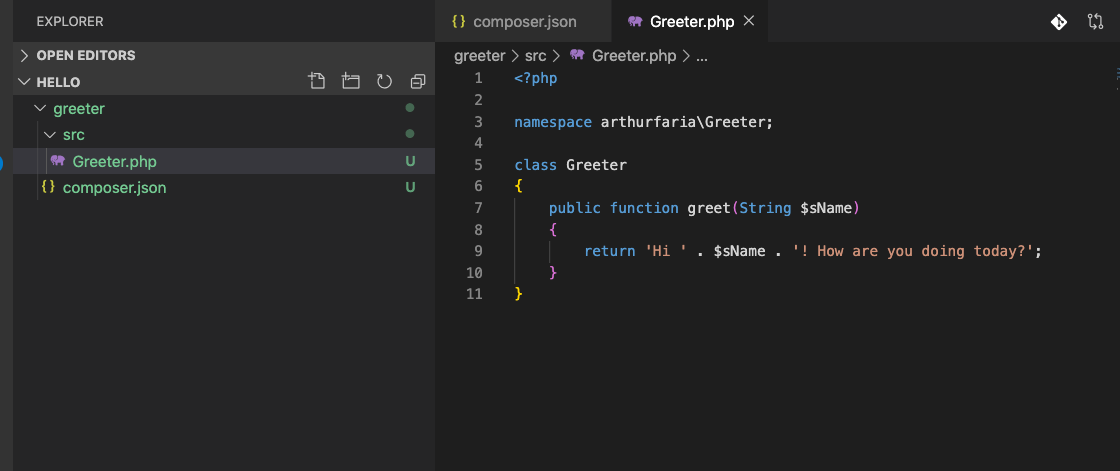 EXPLORER
OPEN EDITORS
HELLO
greeter
src
Greeter.php U
{} composer.json U
{} composer.json
Greeter.php ×
greeter > src > Greeter.php > ...
1 <?php
2
3 namespace arthurfaria\Greeter;
4
5 class Greeter
6 {
7 public function greet(String $sName)
8 {
9 return 'Hi ' . $sName . '! How are you doing today?';
10 }
11 }